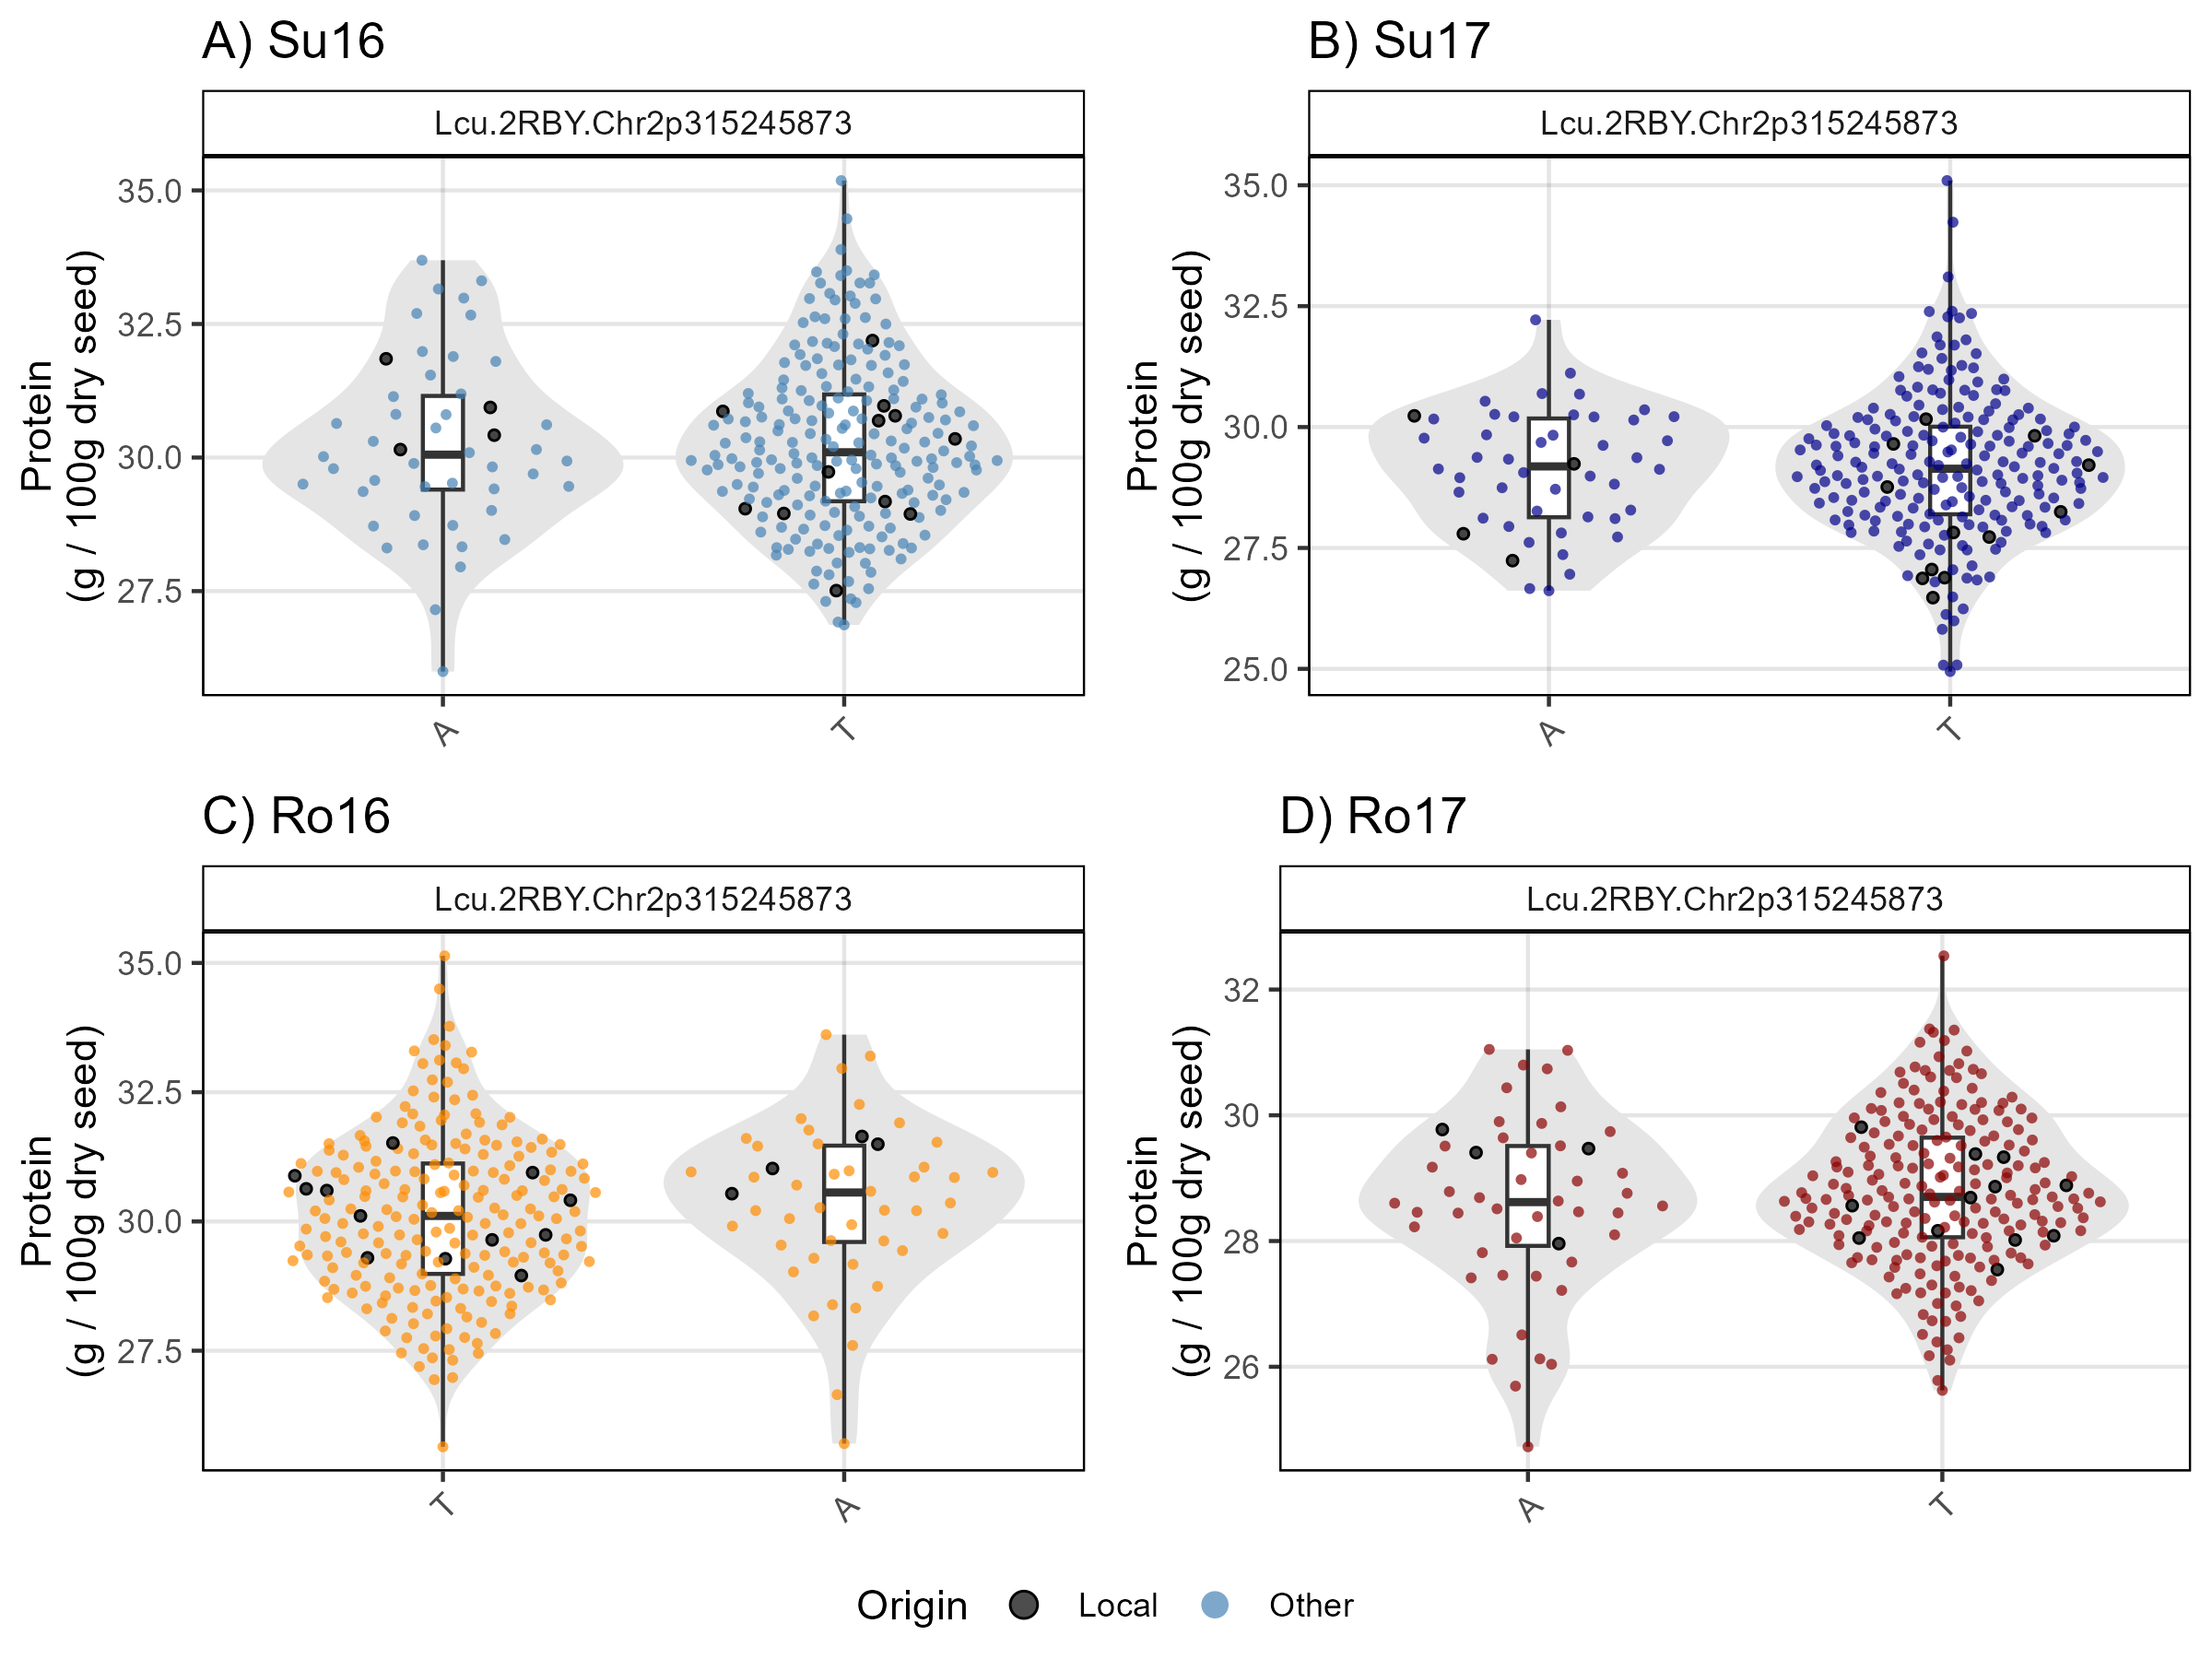 A) Su16
Lcu.2RBY.Chr2p315245873
Protein
(g / 100g dry seed)
35.0
32.5
30.0
27.5
A
T
B) Su17
Lcu.2RBY.Chr2p315245873
Protein
(g / 100g dry seed)
35.0
32.5
30.0
27.5
25.0
A
T
C) Ro16
Lcu.2RBY.Chr2p315245873
Protein
(g / 100g dry seed)
35.0
32.5
30.0
27.5
T
A
D) Ro17
Lcu.2RBY.Chr2p315245873
Protein
(g / 100g dry seed)
32
30
28
26
A
T
Origin Local Other